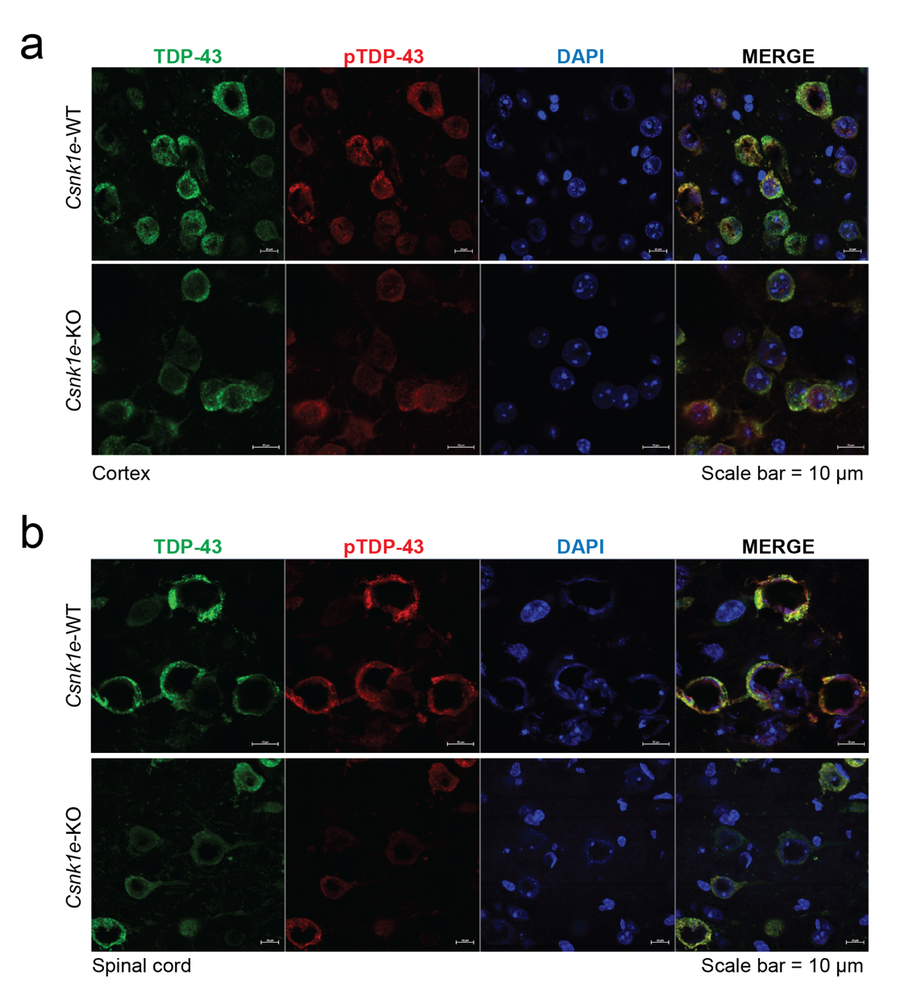 a
TDP-43 pTDP-43 DAPI MERGE
Csnk1e-WT
Csnk1e-KO
Cortex Scale bar = 10 µm
b
TDP-43 pTDP-43 DAPI MERGE
Csnk1e-WT
Csnk1e-KO
Spinal cord Scale bar = 10 µm